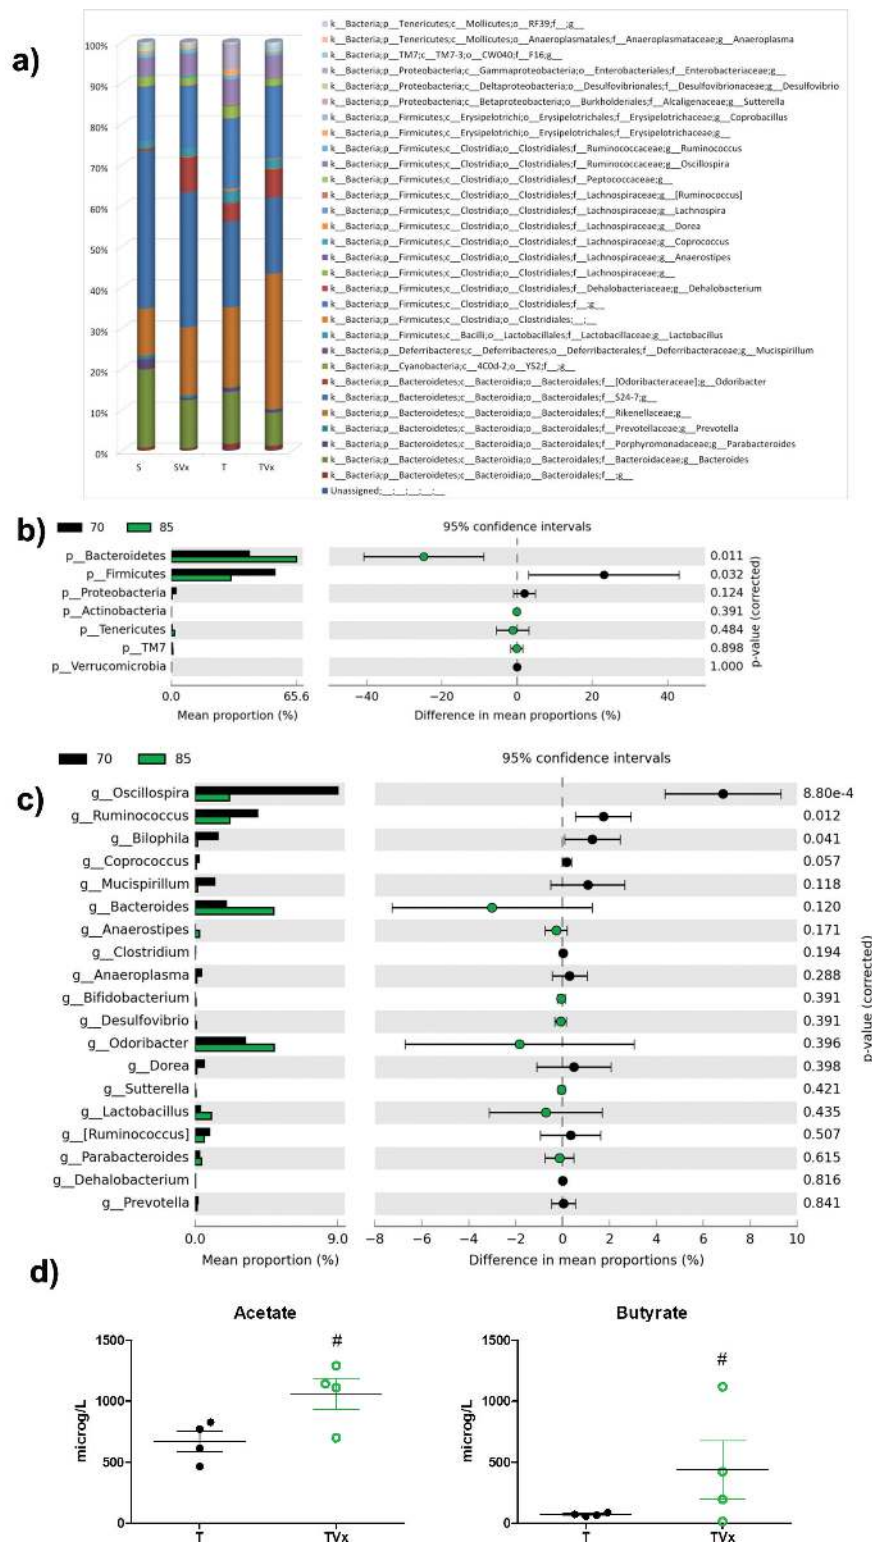 a)
100%
90%
80%
70%
60%
50%
40%
30%
20%
10%
0%
S SVx T TVx
k__Bacteria;p__Tenericutes;c__Mollicutes;o__RF39;f__;g__
k__Bacteria;p__Tenericutes;c__Mollicutes;o__Anaeroplasmatales;f__Anaeroplasmataceae;g__Anaeroplasma
k__Bacteria;p__TM7;c__TM7-3;o__CW040;f__F16;g__
k__Bacteria;p__Proteobacteria;c__Gammaproteobacteria;o__Enterobacteriales;f__Enterobacteriaceae;g__
k__Bacteria;p__Proteobacteria;c__Deltaproteobacteria;o__Desulfovibrionales;f__Desulfovibrionaceae;g__Desulfovibrio
k__Bacteria;p__Proteobacteria;c__Betaproteobacteria;o__Burkholderiales;f__Alcaligenaceae;g__Sutterella
k__Bacteria;p__Firmicutes;c__Erysipelotrichi;o__Erysipelotrichales;f__Erysipelotrichaceae;g__Coprobacillus
k__Bacteria;p__Firmicutes;c__Erysipelotrichi;o__Erysipelotrichales;f__Erysipelotrichaceae;g__
k__Bacteria;p__Firmicutes;c__Clostridia;o__Clostridiales;f__Ruminococcaceae;g__Ruminococcus
k__Bacteria;p__Firmicutes;c__Clostridia;o__Clostridiales;f__Ruminococcaceae;g__Oscillospira
k__Bacteria;p__Firmicutes;c__Clostridia;o__Clostridiales;f__Peptococcaceae;g__
k__Bacteria;p__Firmicutes;c__Clostridia;o__Clostridiales;f__Lachnospiraceae;g__[Ruminococcus]
k__Bacteria;p__Firmicutes;c__Clostridia;o__Clostridiales;f__Lachnospiraceae;g__Lachnospira
k__Bacteria;p__Firmicutes;c__Clostridia;o__Clostridiales;f__Lachnospiraceae;g__Dorea
k__Bacteria;p__Firmicutes;c__Clostridia;o__Clostridiales;f__Lachnospiraceae;g__Coprococcus
k__Bacteria;p__Firmicutes;c__Clostridia;o__Clostridiales;f__Lachnospiraceae;g__Anaerostipes
k__Bacteria;p__Firmicutes;c__Clostridia;o__Clostridiales;f__Lachnospiraceae;g__
k__Bacteria;p__Firmicutes;c__Clostridia;o__Clostridiales;f__Dehalobacteriaceae;g__Dehalobacterium
k__Bacteria;p__Firmicutes;c__Clostridia;o__Clostridiales;f__;g__
k__Bacteria;p__Firmicutes;c__Clostridia;o__Clostridiales;__;__
k__Bacteria;p__Firmicutes;c__Bacilli;o__Lactobacillales;f__Lactobacillaceae;g__Lactobacillus
k__Bacteria;p__Deferribacteres;c__Deferribacteres;o__Deferribacterales;f__Deferribacteraceae;g__Mucispirillum
k__Bacteria;p__Cyanobacteria;c__4C0d-2;o__YS2;f__;g__
k__Bacteria;p__Bacteroidetes;c__Bacteroidia;o__Bacteroidales;f__[Odoribacteraceae];g__Odoribacter
k__Bacteria;p__Bacteroidetes;c__Bacteroidia;o__Bacteroidales;f__S24-7;g__
k__Bacteria;p__Bacteroidetes;c__Bacteroidia;o__Bacteroidales;f__Rikenellaceae;g__
k__Bacteria;p__Bacteroidetes;c__Bacteroidia;o__Bacteroidales;f__Prevotellaceae;g__Prevotella
k__Bacteria;p__Bacteroidetes;c__Bacteroidia;o__Bacteroidales;f__Porphyromonadaceae;g__Parabacteroides
k__Bacteria;p__Bacteroidetes;c__Bacteroidia;o__Bacteroidales;f__Bacteroidaceae;g__Bacteroides
k__Bacteria;p__Bacteroidetes;c__Bacteroidia;o__Bacteroidales;f__;g__
Unassigned;__;__;__;__;__
b)
70 85 95% confidence intervals
p__Bacteroidetes 0.011
p__Firmicutes 0.032
p__Proteobacteria 0.124
p__Actinobacteria 0.391
p__Tenericutes 0.484
p__TM7 0.898
p__Verrucomicrobia 1.000
p-value (corrected)
0.0 65.6 −40 −20 0 20 40
Mean proportion (%) Difference in mean proportions (%)
c)
70 85 95% confidence intervals
g__Oscillospira 8.80e-4
g__Ruminococcus 0.012
g__Bilophila 0.041
g__Coprococcus 0.057
g__Mucispirillum 0.118
g__Bacteroides 0.120
g__Anaerostipes 0.171
g__Clostridium 0.194
g__Anaeroplasma 0.288
g__Bifidobacterium 0.391
g__Desulfovibrio 0.391
g__Odoribacter 0.396
g__Dorea 0.398
g__Sutterella 0.421
g__Lactobacillus 0.435
g__[Ruminococcus] 0.507
g__Parabacteroides 0.615
g__Dehalobacterium 0.816
g__Prevotella 0.841
p-value (corrected)
0.0 9.0 −8 −6 −4 −2 0 2 4 6 8 10
Mean proportion (%) Difference in mean proportions (%)
d)
Acetate
#
1500
1000
500
0
microg/L
T TVx
Butyrate
#
1500
1000
500
0
microg/L
T TVx